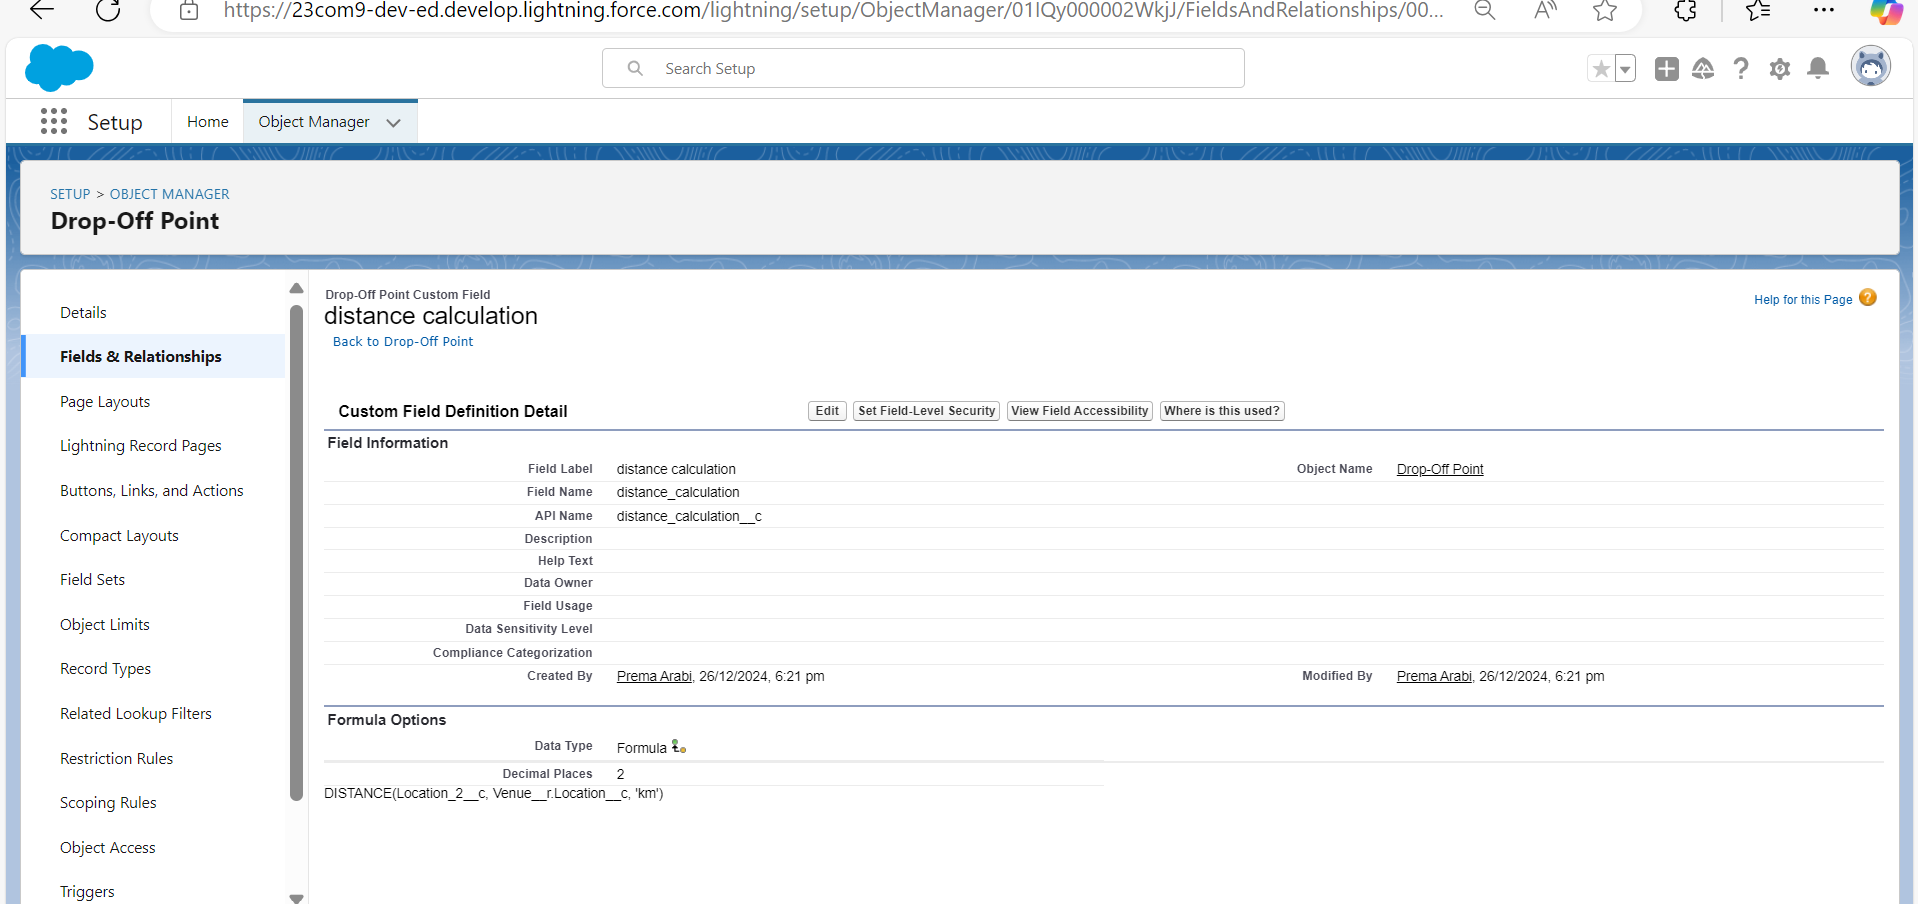 https://23com9-dev-ed.develop.lightning.force.com/lightning/setup/ObjectManager/01IQy000002WkjJ/FieldsAndRelationships/00...
Search Setup
Setup
Home
Object Manager
SETUP > OBJECT MANAGER
Drop-Off Point
Details
Fields & Relationships
Page Layouts
Lightning Record Pages
Buttons, Links, and Actions
Compact Layouts
Field Sets
Object Limits
Record Types
Related Lookup Filters
Restriction Rules
Scoping Rules
Object Access
Triggers
Drop-Off Point Custom Field
distance calculation
Back to Drop-Off Point
Help for this Page
Custom Field Definition Detail
Edit Set Field-Level Security View Field Accessibility Where is this used?
Field Information
Field Label distance calculation Object Name Drop-Off Point
Field Name distance_calculation
API Name distance_calculation__c
Description
Help Text
Data Owner
Field Usage
Data Sensitivity Level
Compliance Categorization
Created By Prema Arabi, 26/12/2024, 6:21 pm Modified By Prema Arabi, 26/12/2024, 6:21 pm
Formula Options
Data Type Formula
Decimal Places 2
DISTANCE(Location_2__c, Venue__r.Location__c, 'km')